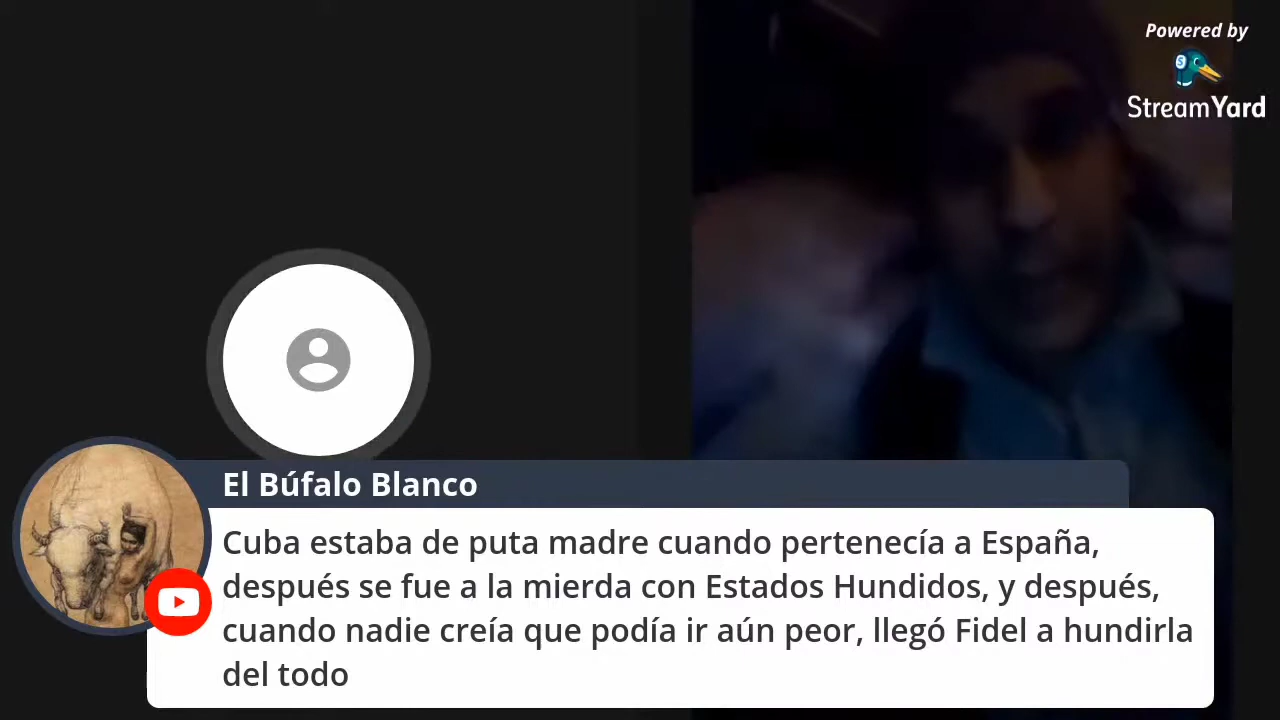 Powered by
StreamYard
El Búfalo Blanco
Cuba estaba de puta madre cuando pertenecía a España,
después se fue a la mierda con Estados Hundidos, y después,
cuando nadie creía que podía ir aún peor, llegó Fidel a hundirla
del todo